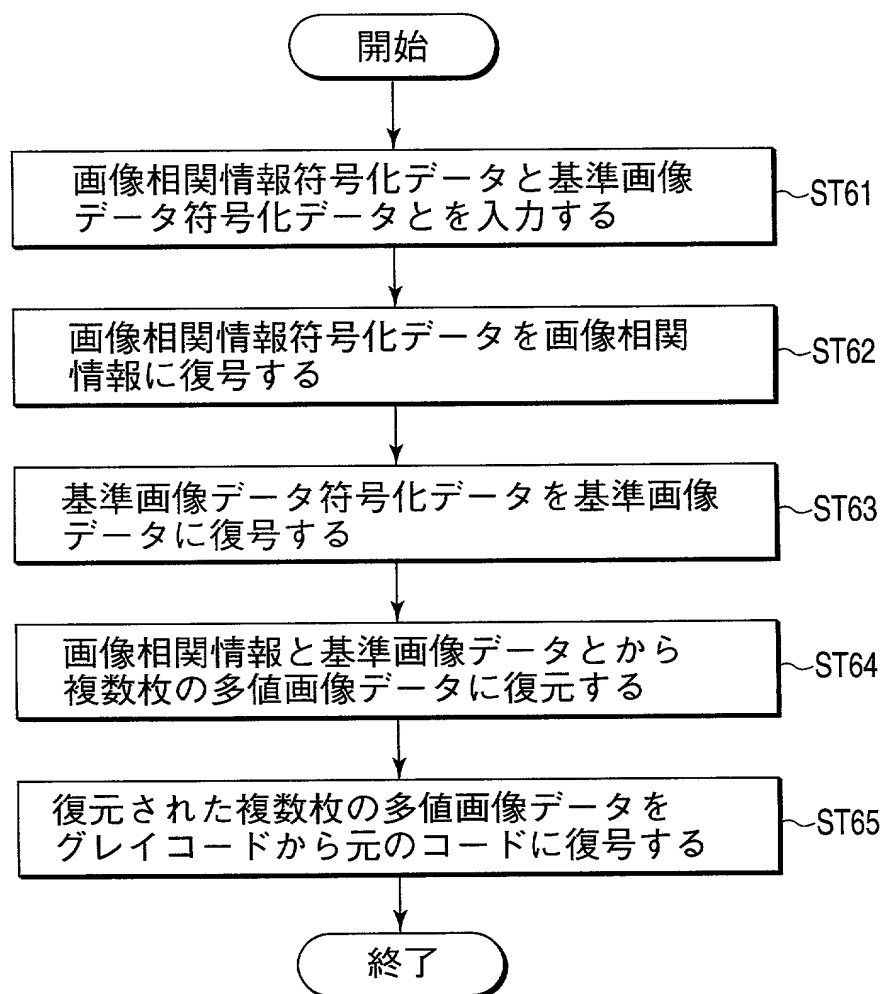 開始
画像相関情報符号化データと基準画像
データ符号化データとを入力する
ST61
画像相関情報符号化データを画像相関
情報に復号する
ST62
基準画像データ符号化データを基準画像
データに復号する
ST63
画像相関情報と基準画像データとから
複数枚の多値画像データに復元する
ST64
復元された複数枚の多値画像データを
グレイコードから元のコードに復号する
ST65
終了